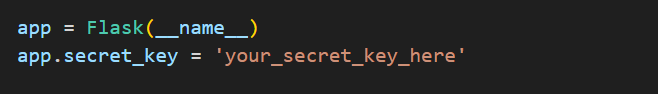 app = Flask(__name__)
app.secret_key = 'your_secret_key_here'